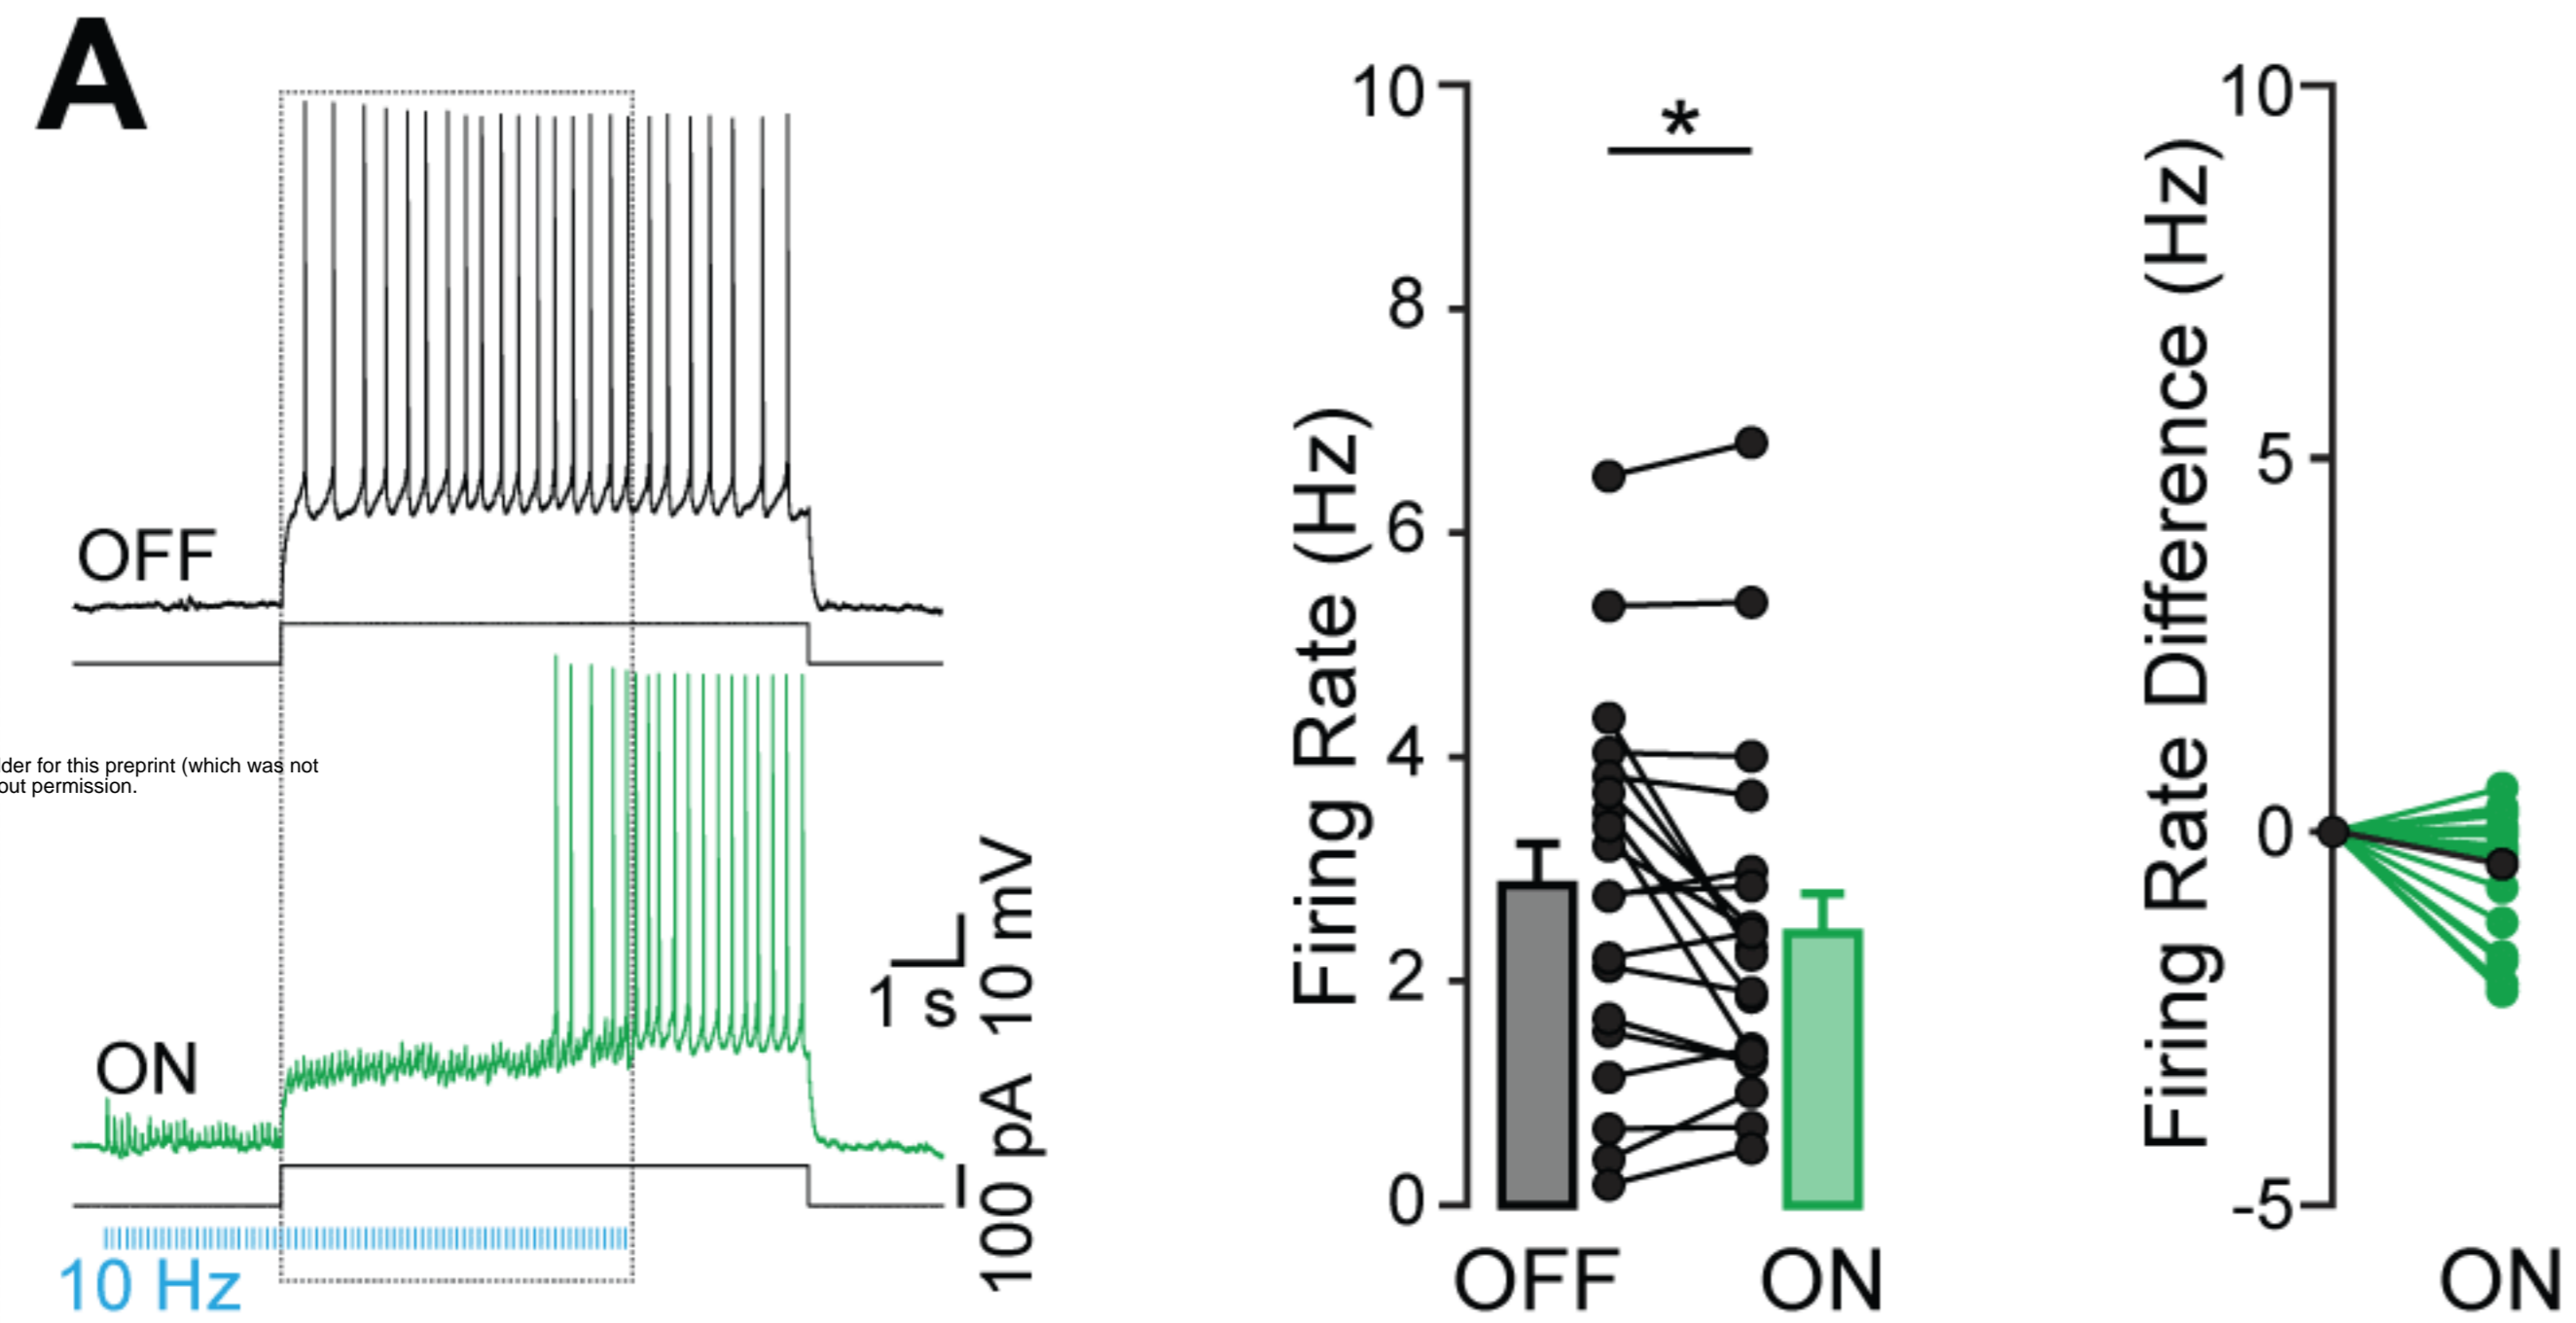 A
OFF
lder for this preprint (which was not
out permission.
ON
10 Hz
1 s
10 mV
100 pA
Firing Rate (Hz)
10
8
6
4
2
0
*
OFF
ON
Firing Rate Difference (Hz)
10
5
0
-5
ON